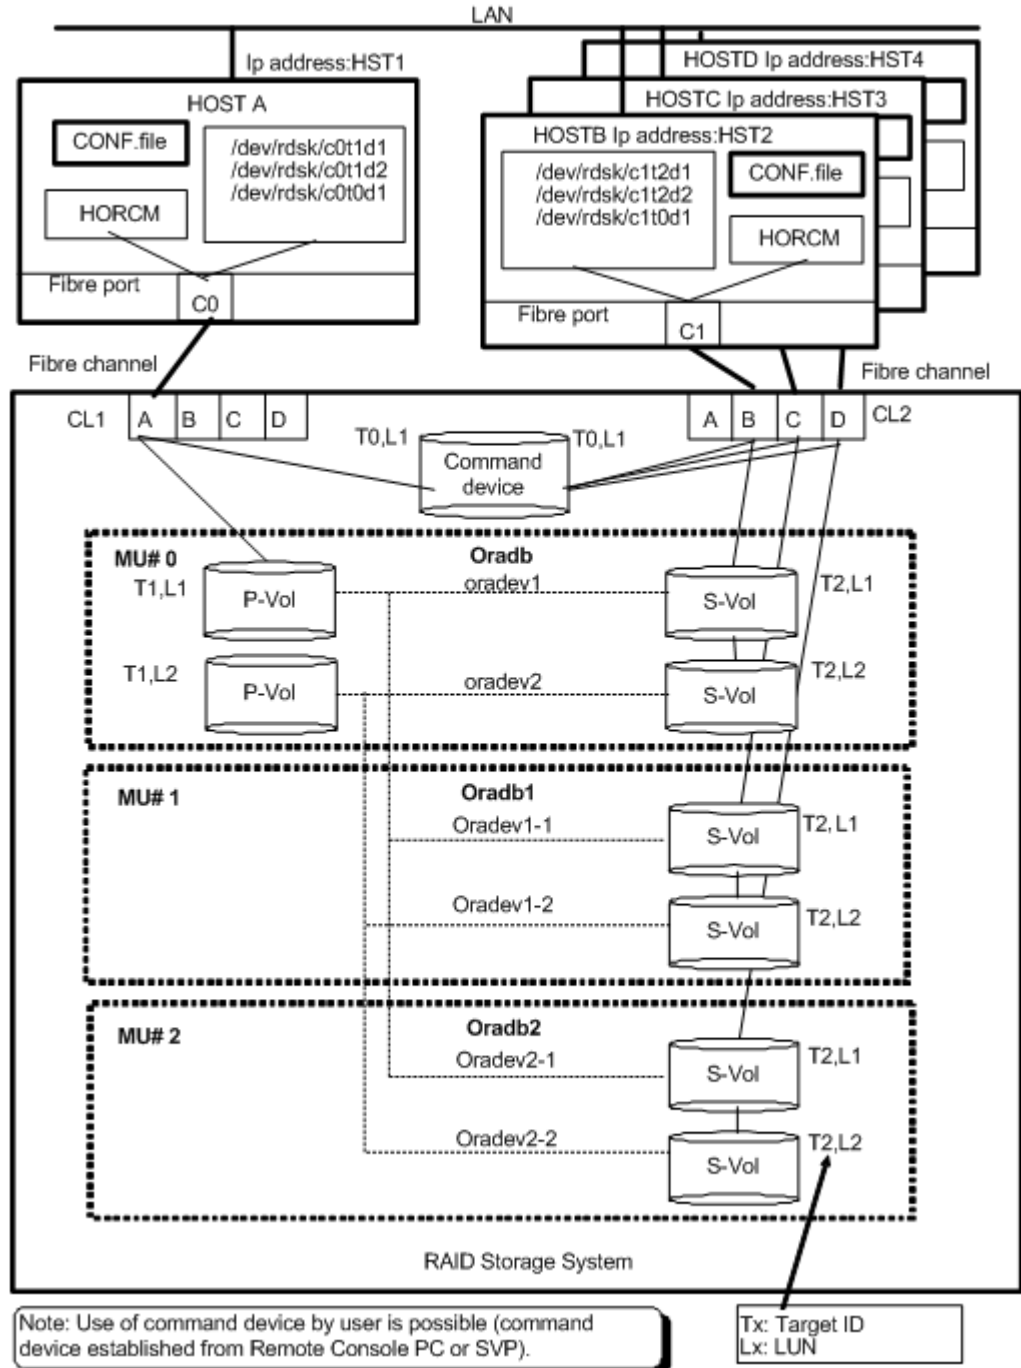 LAN
Ip address:HST1
HOST A
CONF.file
/dev/rdsk/c0t1d1
/dev/rdsk/c0t1d2
/dev/rdsk/c0t0d1
HORCM
Fibre port
C0
Fibre channel
HOSTD Ip address:HST4
HOSTC Ip address:HST3
HOSTB Ip address:HST2
/dev/rdsk/c1t2d1
/dev/rdsk/c1t2d2
/dev/rdsk/c1t0d1
CONF.file
HORCM
Fibre port
C1
Fibre channel
CL1
A B C D
A B C D
CL2
T0,L1
T0,L1
Command
device
MU# 0
Oradb
T1,L1
P-Vol
oradev1
S-Vol
T2,L1
T1,L2
P-Vol
oradev2
S-Vol
T2,L2
MU# 1
Oradb1
Oradev1-1
S-Vol
T2,L1
Oradev1-2
S-Vol
T2,L2
MU# 2
Oradb2
Oradev2-1
S-Vol
T2,L1
Oradev2-2
S-Vol
T2,L2
RAID Storage System
Note: Use of command device by user is possible (command
device established from Remote Console PC or SVP).
Tx: Target ID
Lx: LUN